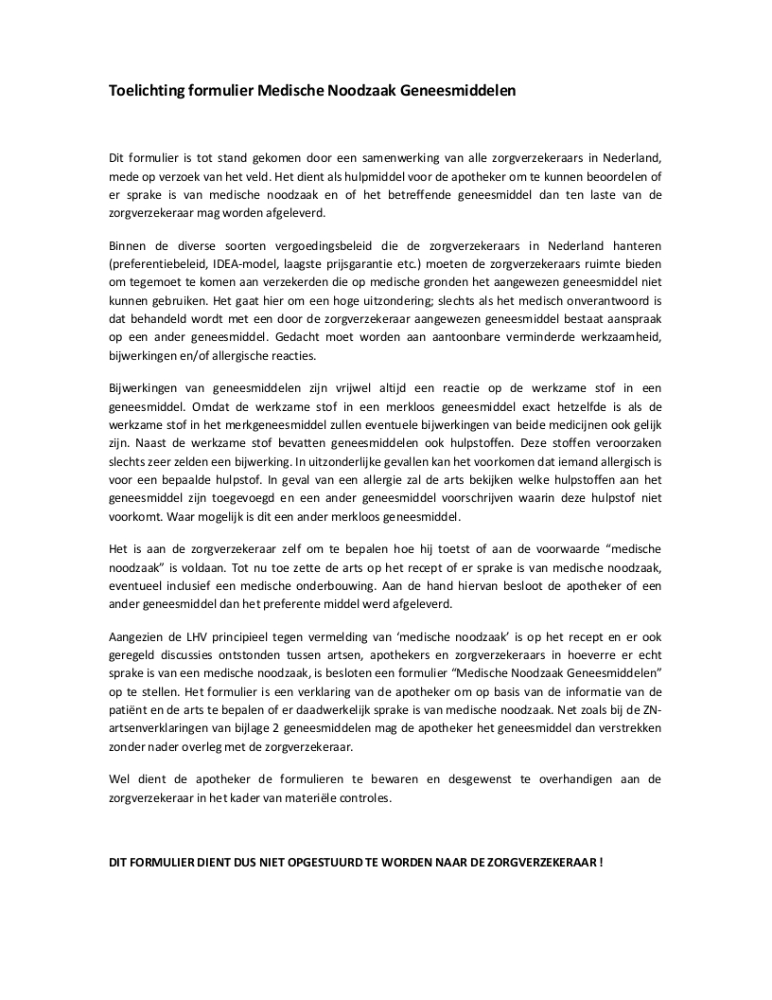 Toelichting formulier Medische Noodzaak Geneesmiddelen
Dit formulier is tot stand gekomen door een samenwerking van alle zorgverzekeraars in Nederland,
mede op verzoek van het veld. Het dient als hulpmiddel voor de apotheker om te kunnen beoordelen of
er sprake is van medische noodzaak en of het betreffende geneesmiddel dan ten laste van de
zorgverzekeraar mag worden afgeleverd.
Binnen de diverse soorten vergoedingsbeleid die de zorgverzekeraars in Nederland hanteren
(preferentiebeleid, IDEA-model, laagste prijsgarantie etc.) moeten de zorgverzekeraars ruimte bieden
om tegemoet te komen aan verzekerden die op medische gronden het aangewezen geneesmiddel niet
kunnen gebruiken. Het gaat hier om een hoge uitzondering; slechts als het medisch onverantwoord is
dat behandeld wordt met een door de zorgverzekeraar aangewezen geneesmiddel bestaat aanspraak
op een ander geneesmiddel. Gedacht moet worden aan aantoonbare verminderde werkzaamheid,
bijwerkingen en/of allergische reacties.
Bijwerkingen van geneesmiddelen zijn vrijwel altijd een reactie op de werkzame stof in een
geneesmiddel. Omdat de werkzame stof in een merkloos geneesmiddel exact hetzelfde is als de
werkzame stof in het merkgeneesmiddel zullen eventuele bijwerkingen van beide medicijnen ook gelijk
zijn. Naast de werkzame stof bevatten geneesmiddelen ook hulpstoffen. Deze stoffen veroorzaken
slechts zeer zelden een bijwerking. In uitzonderlijke gevallen kan het voorkomen dat iemand allergisch is
voor een bepaalde hulpstof. In geval van een allergie zal de arts bekijken welke hulpstoffen aan het
geneesmiddel zijn toegevoegd en een ander geneesmiddel voorschrijven waarin deze hulpstof niet
voorkomt. Waar mogelijk is dit een ander merkloos geneesmiddel.
Het is aan de zorgverzekeraar zelf om te bepalen hoe hij toetst of aan de voorwaarde “medische
noodzaak” is voldaan. Tot nu toe zette de arts op het recept of er sprake is van medische noodzaak,
eventueel inclusief een medische onderbouwing. Aan de hand hiervan besloot de apotheker of een
ander geneesmiddel dan het preferente middel werd afgeleverd.
Aangezien de LHV principieel tegen vermelding van ‘medische noodzaak’ is op het recept en er ook
geregeld discussies ontstonden tussen artsen, apothekers en zorgverzekeraars in hoeverre er echt
sprake is van een medische noodzaak, is besloten een formulier “Medische Noodzaak Geneesmiddelen”
op te stellen. Het formulier is een verklaring van de apotheker om op basis van de informatie van de
patiënt en de arts te bepalen of er daadwerkelijk sprake is van medische noodzaak. Net zoals bij de ZN-
artsenverklaringen van bijlage 2 geneesmiddelen mag de apotheker het geneesmiddel dan verstrekken
zonder nader overleg met de zorgverzekeraar.
Wel dient de apotheker de formulieren te bewaren en desgewenst te overhandigen aan de
zorgverzekeraar in het kader van materiële controles.
DIT FORMULIER DIENT DUS NIET OPGESTUURD TE WORDEN NAAR DE ZORGVERZEKERAAR !